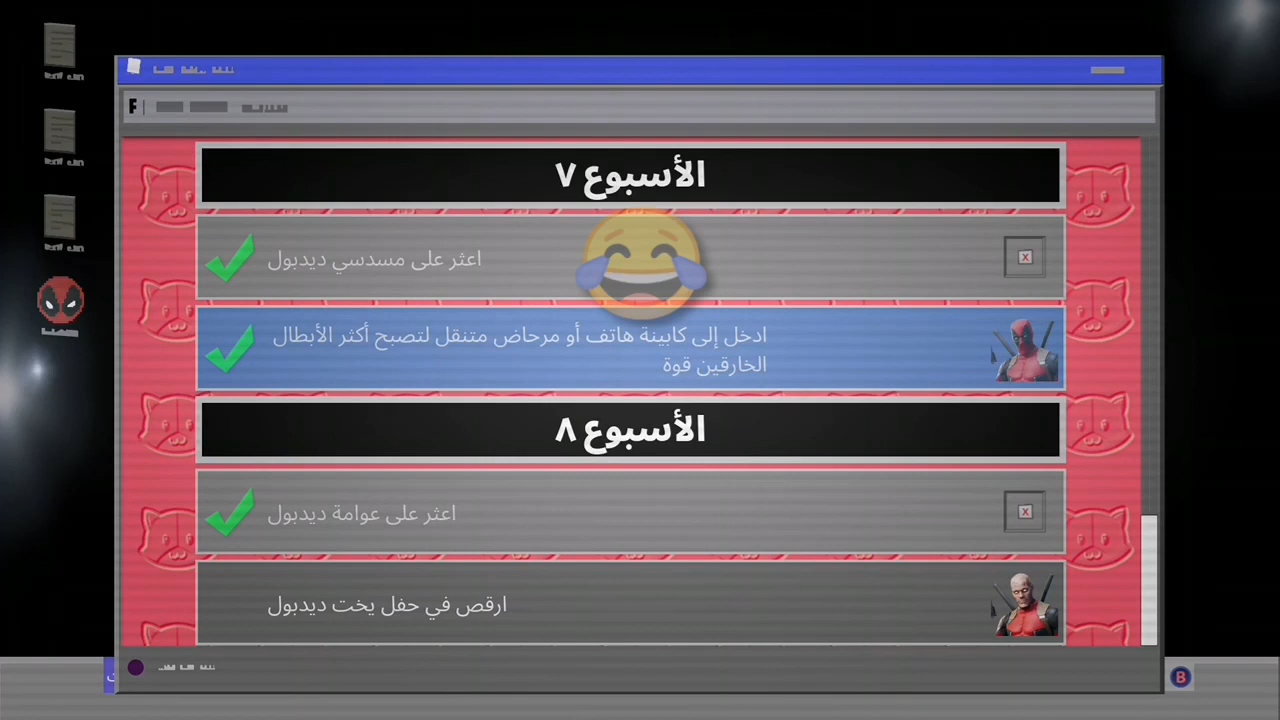 الأسبوع ٧
اعثر على مسدسي ديدبول
ادخل إلى كابينة هاتف أو مرحاض متنقل لتصبح أكثر الأبطال
الخارقين قوة
الأسبوع ٨
اعثر على عوامة ديدبول
ارقص في حفل يخت ديدبول
B